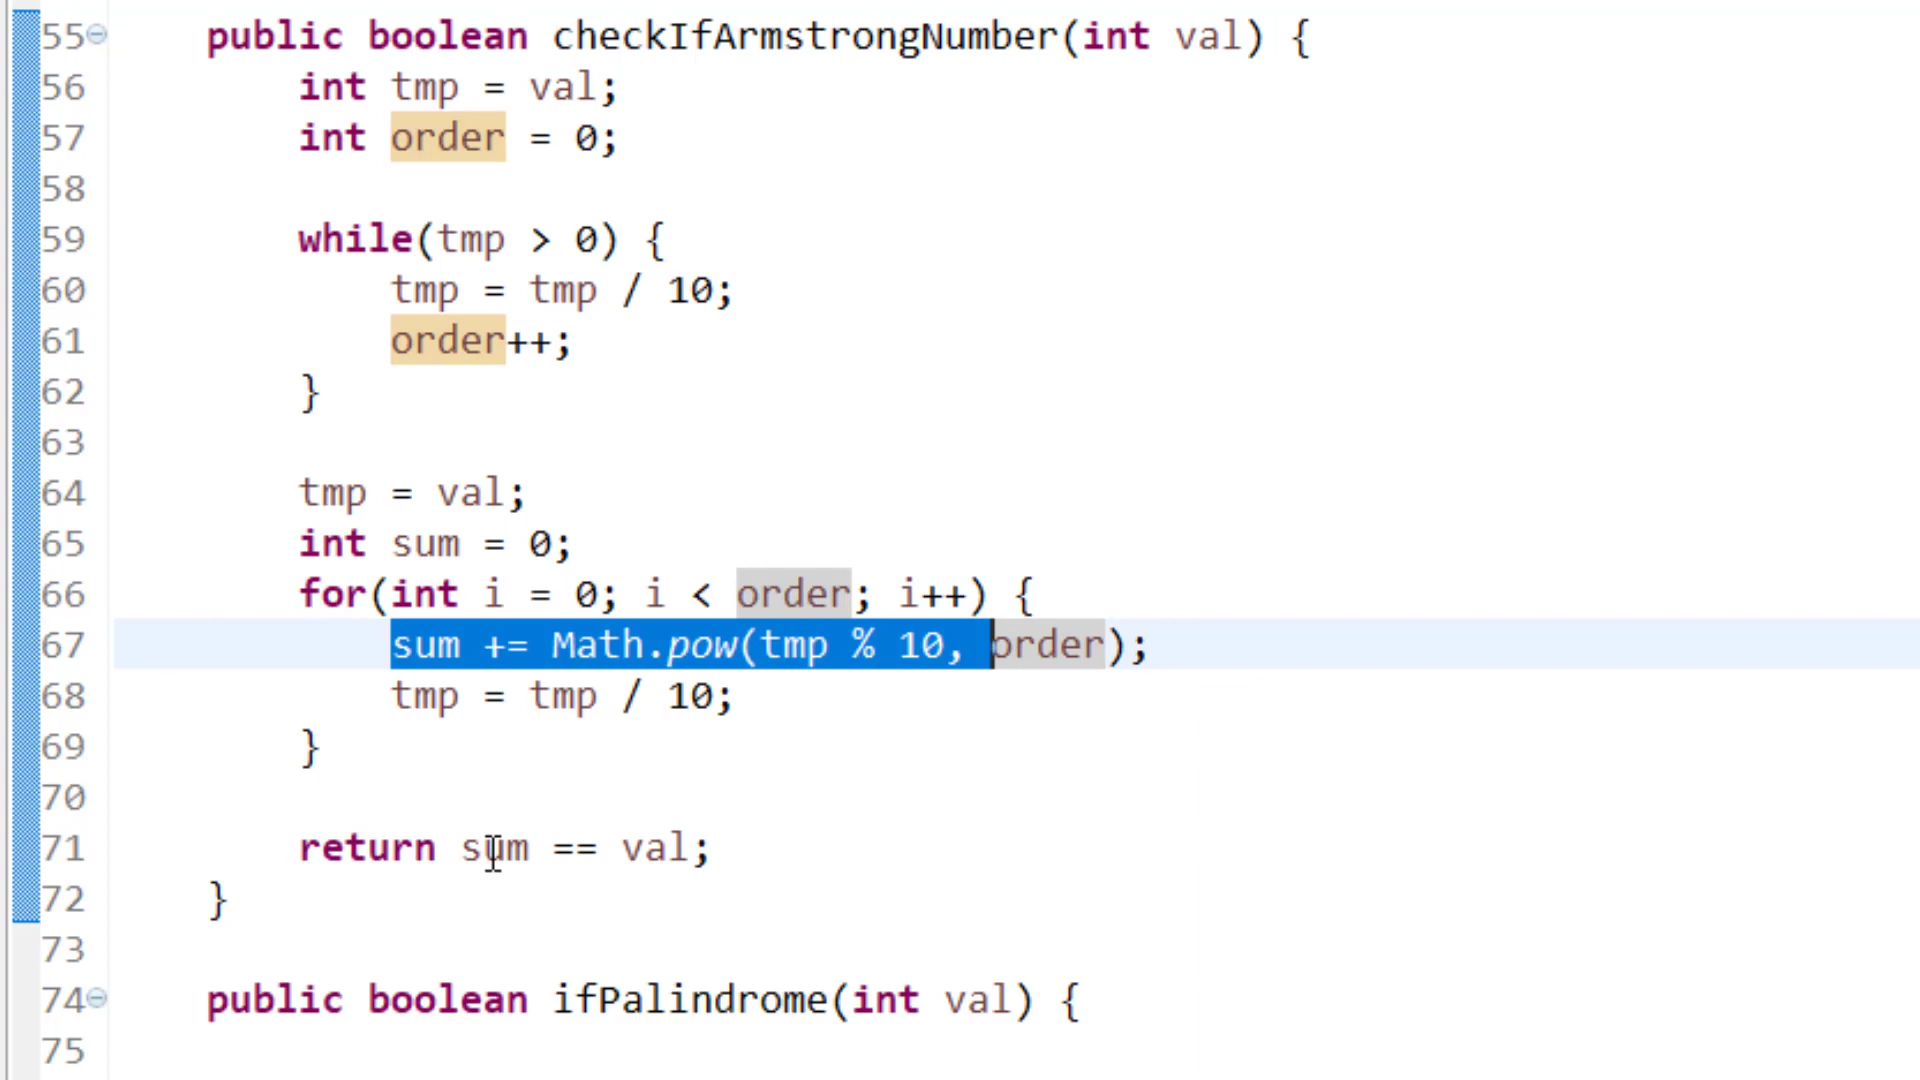 55 public boolean checkIfArmstrongNumber(int val) {
56 int tmp = val;
57 int order = 0;
58
59 while(tmp > 0) {
60 tmp = tmp / 10;
61 order++;
62 }
63
64 tmp = val;
65 int sum = 0;
66 for(int i = 0; i < order; i++) {
67 sum += Math.pow(tmp % 10, order);
68 tmp = tmp / 10;
69 }
70
71 return sum == val;
72 }
73
74 public boolean ifPalindrome(int val) {
75